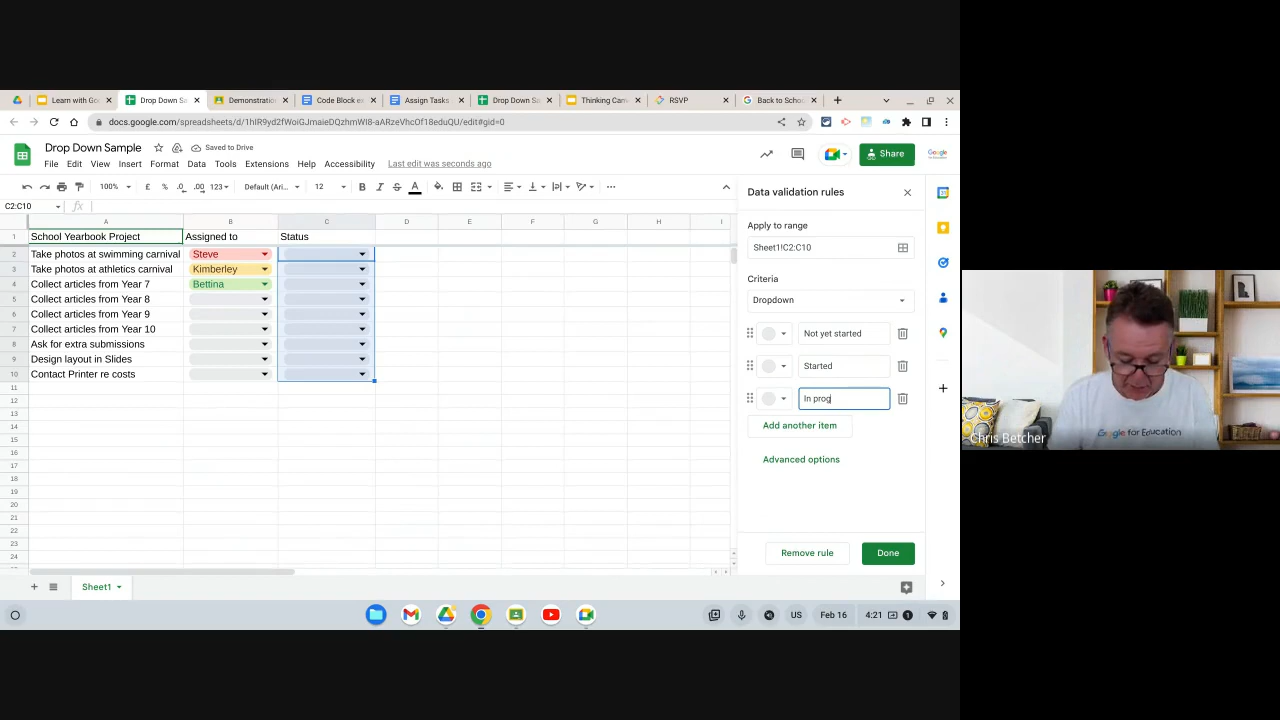 Learn with Goo
Drop Down Sa
Demonstration
Code Block ex
Assign Tasks
Drop Down Sa
Thinking Canv
RSVP
Back to Schoo
docs.google.com/spreadsheets/d/1hIR9yd2fWoiGJmaieDQzhmWI8-aARzeVhcOf18eduQU/edit#gid=0
Drop Down Sample
Saved to Drive
File Edit View Insert Format Data Tools Extensions Help Accessibility
Last edit was seconds ago
Share
100% £ % .0 .00 123 Default (Ari... 12 B I S A
C2:C10
fx
A B C D E F G H I
1 School Yearbook Project Assigned to Status
2 Take photos at swimming carnival Steve
3 Take photos at athletics carnival Kimberley
4 Collect articles from Year 7 Bettina
5 Collect articles from Year 8
6 Collect articles from Year 9
7 Collect articles from Year 10
8 Ask for extra submissions
9 Design layout in Slides
10 Contact Printer re costs
11
12
13
14
15
16
17
18
19
20
21
22
23
24
Sheet1
Data validation rules
Apply to range
Sheet1!C2:C10
Criteria
Dropdown
Not yet started
Started
In prog
Add another item
Advanced options
Remove rule
Done
US
Feb 16
4:21
1
Google for Education
Chris Betcher